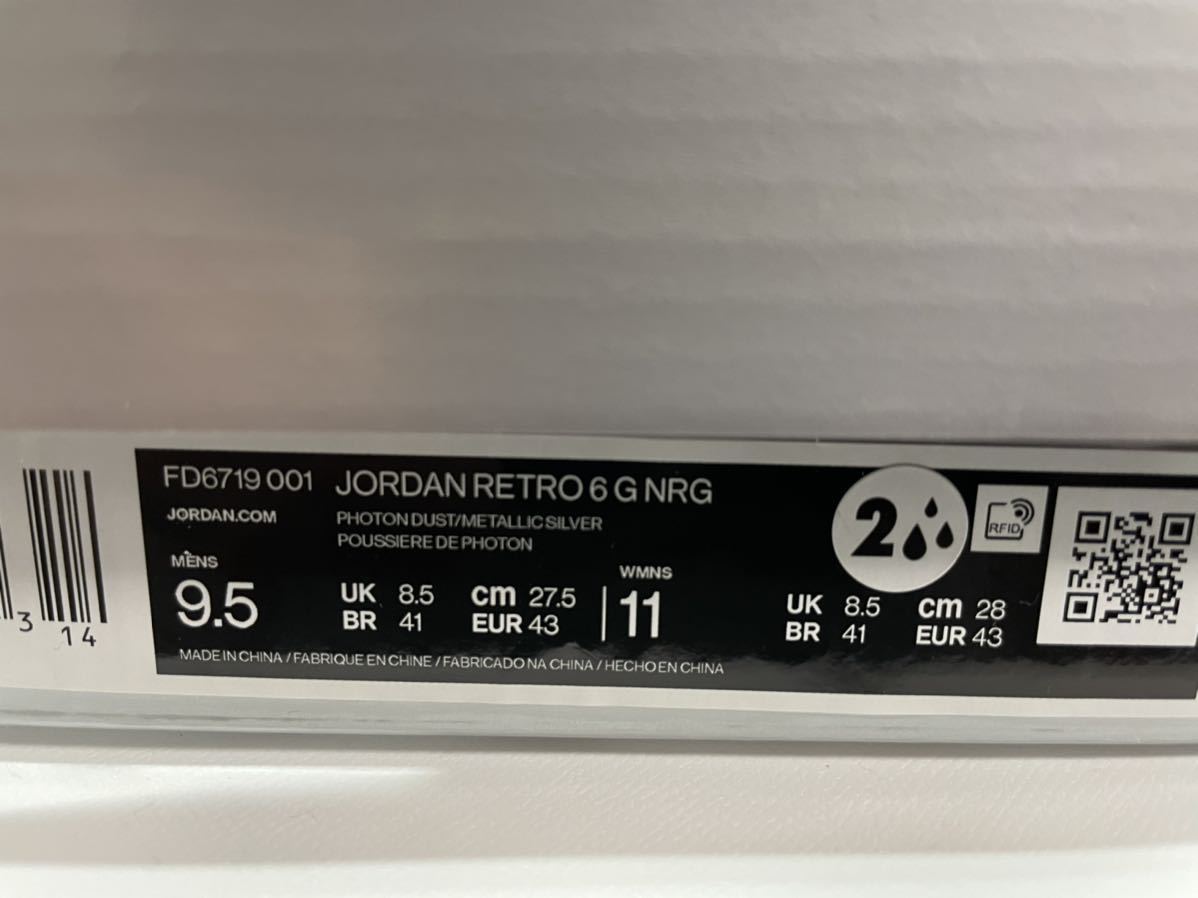 FD6719 001 JORDAN RETRO 6 G NRG
JORDAN.COM
PHOTON DUST/METALLIC SILVER
POUSSIERE DE PHOTON
MENS
9.5
UK 8.5 cm 27.5
BR 41 EUR 43
WMNS
11
UK 8.5 cm 28
BR 41 EUR 43
MADE IN CHINA / FABRIQUE EN CHINE / FABRICADO NA CHINA / HECHO EN CHINA
2
RFID
3 14